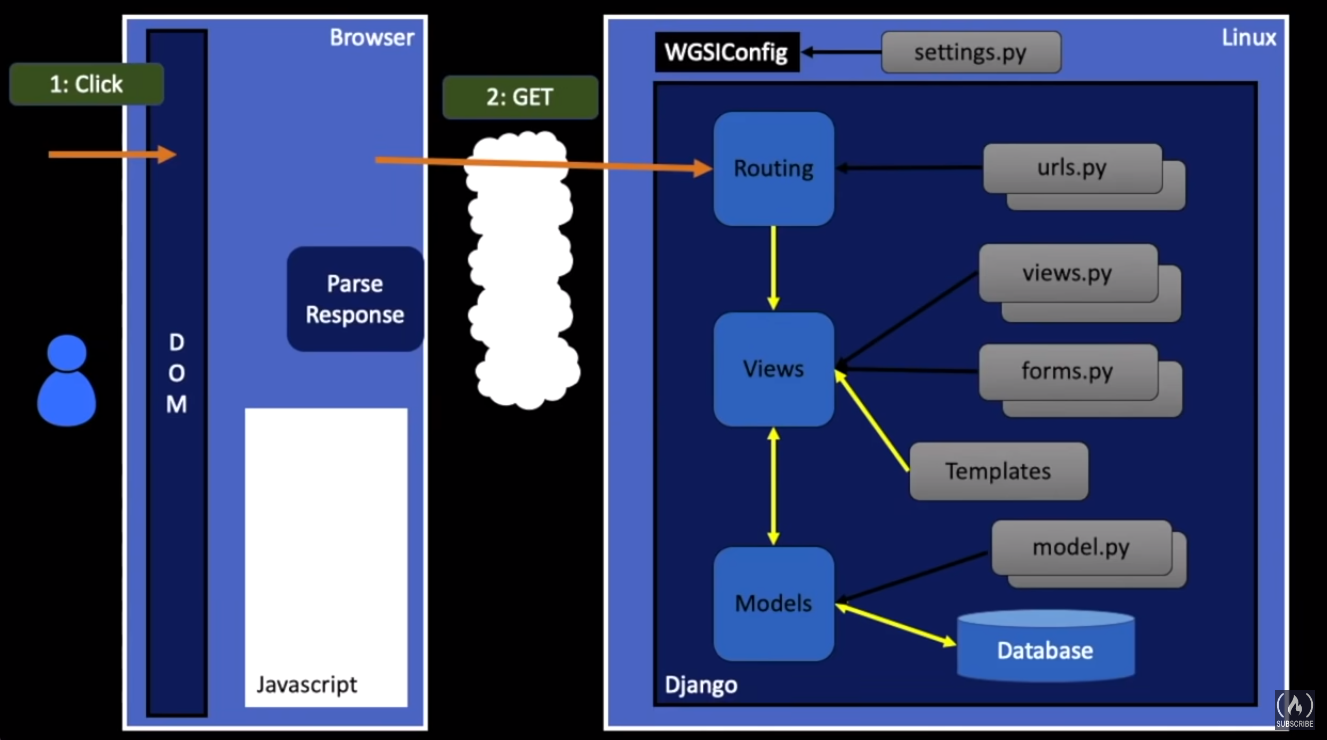 Browser
Linux
1: Click
2: GET
WGSIConfig
settings.py
Routing
urls.py
Parse
Response
Views
views.py
forms.py
D
O
M
Templates
Models
model.py
Database
Javascript
Django
SUBSCRIBE